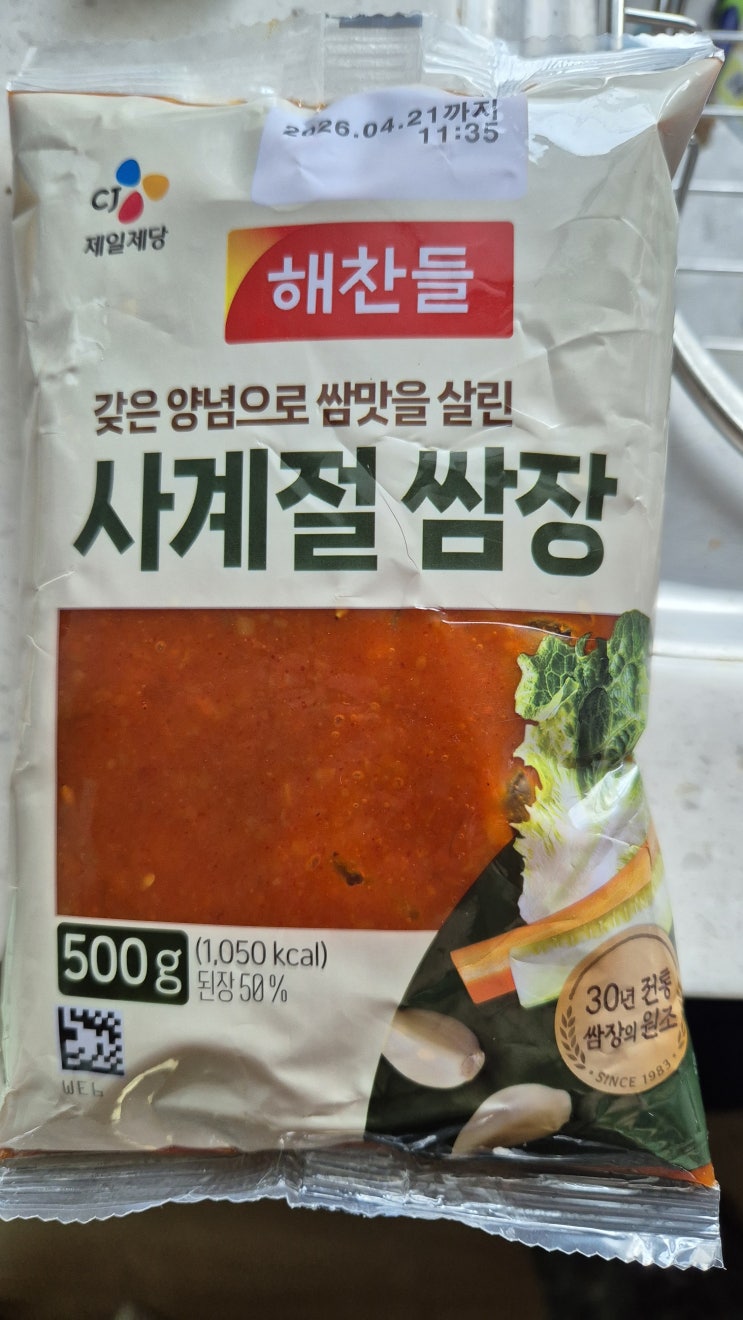 2026.04.21까지
11:35
CJ
제일제당
해찬들
갖은 양념으로 쌈맛을 살린
사계절 쌈장
500 g (1,050 kcal)
된장 50 %
30년 전통
쌈장의 원조
· SINCE 1983 ·